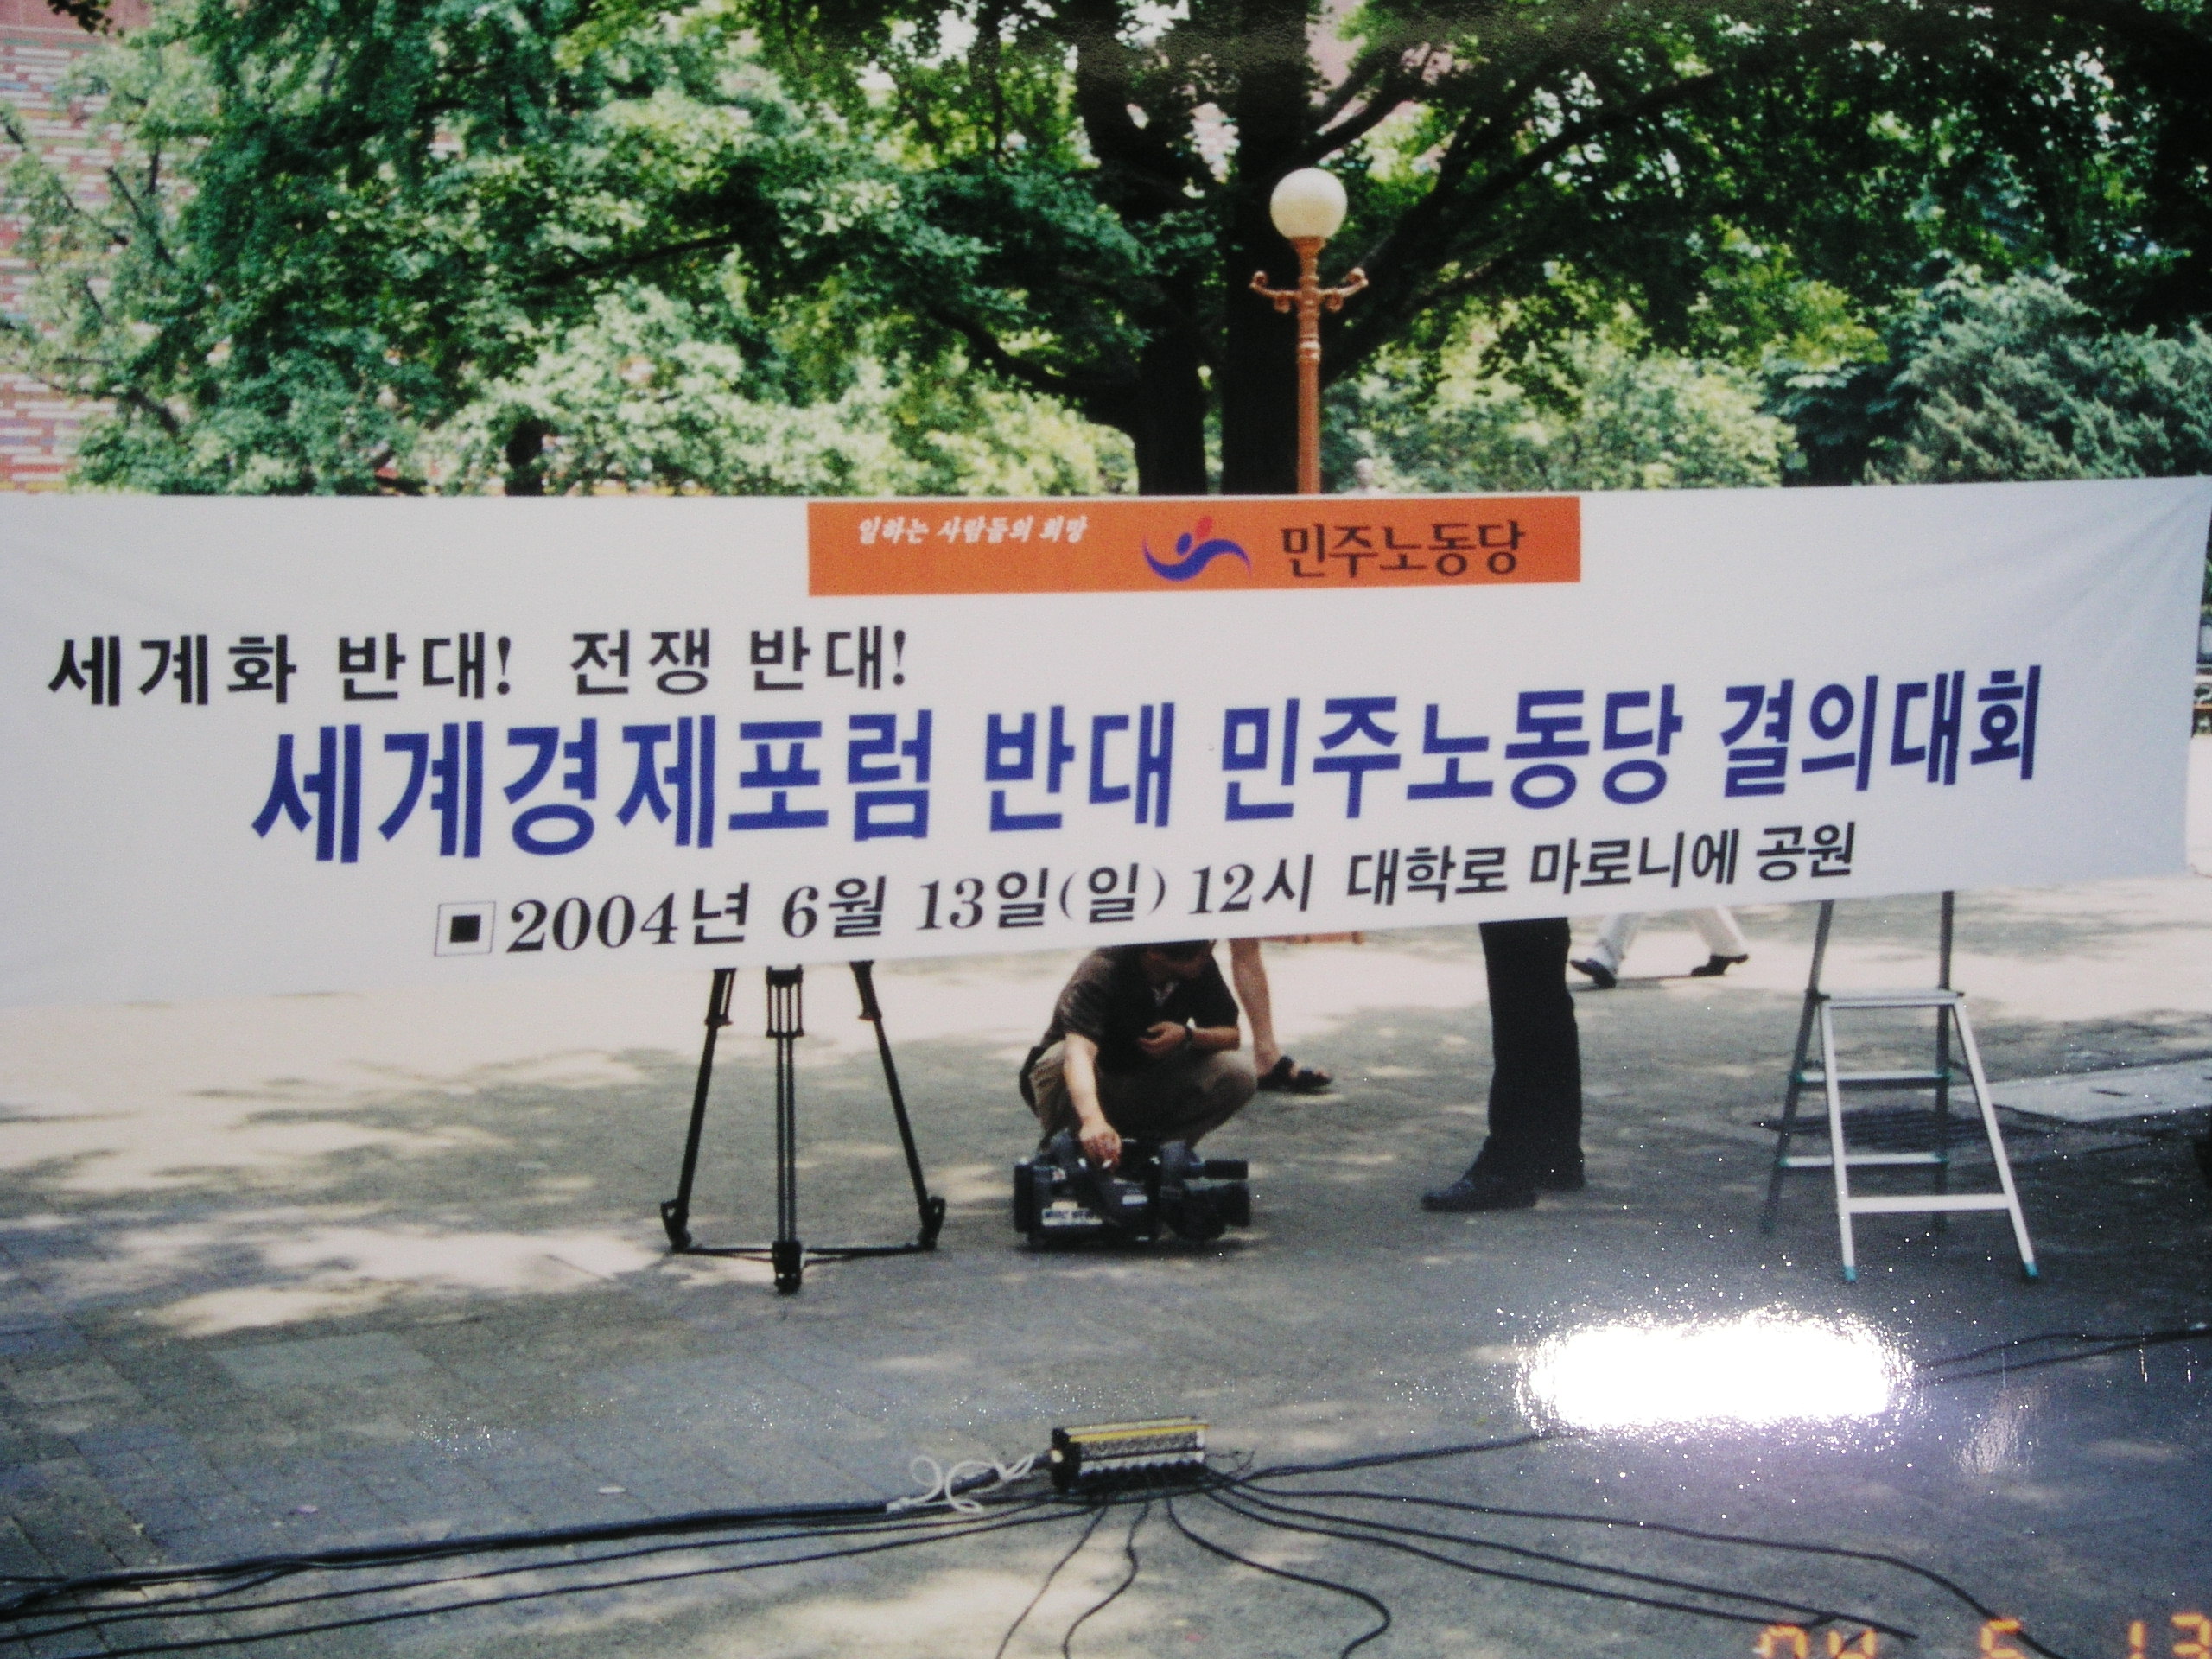 일하는 사람들의 희망 민주노동당
세계화 반대! 전쟁 반대!
세계경제포럼 반대 민주노동당 결의대회
▣ 2004년 6월 13일(일) 12시 대학로 마로니에 공원